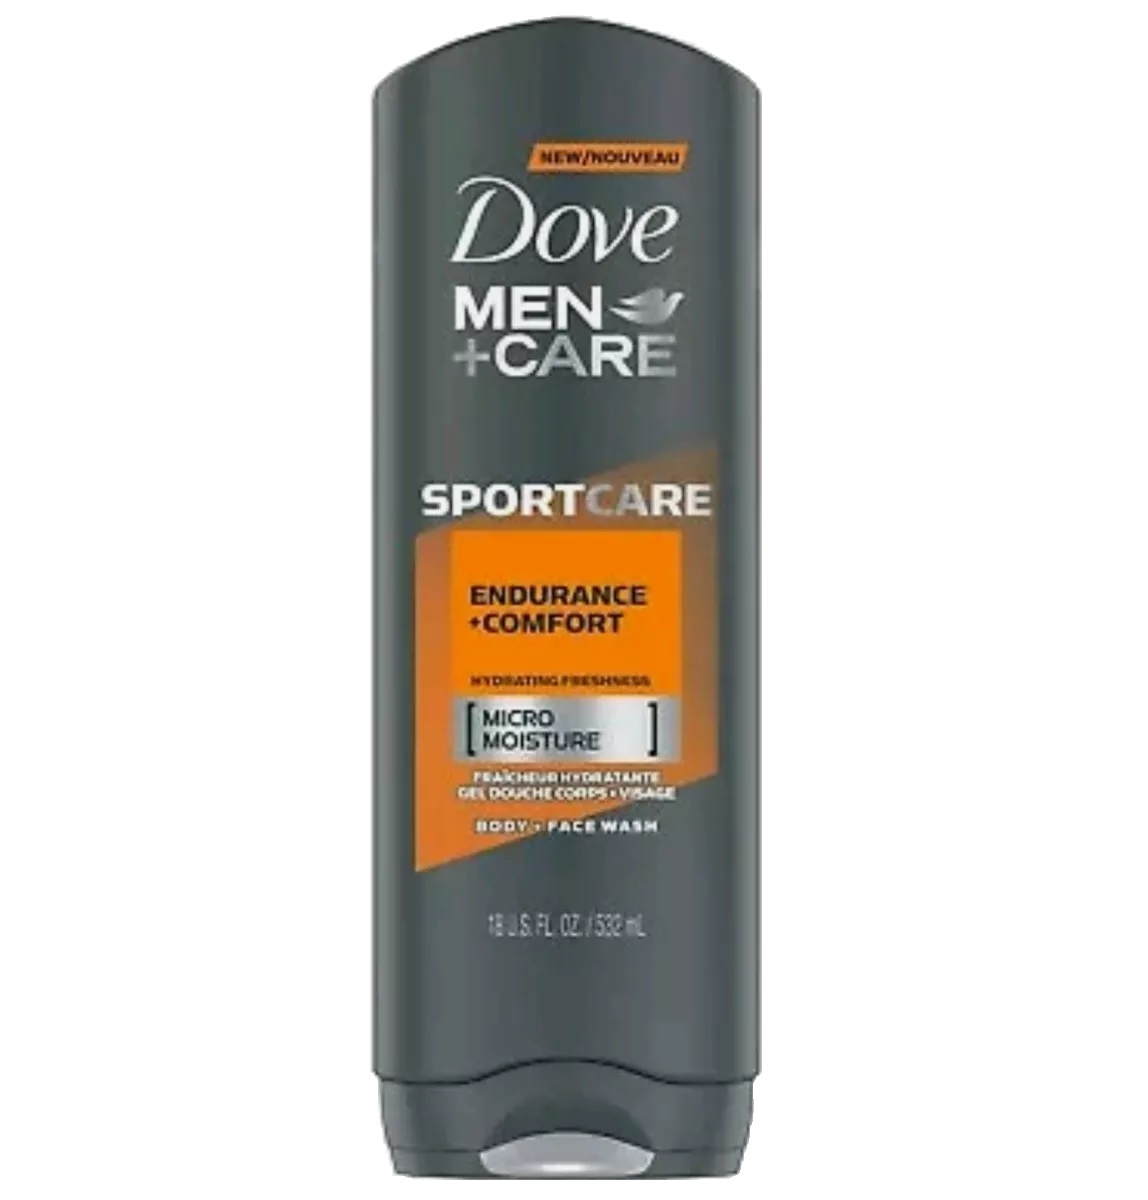 NEW/NOUVEAU
Dove
MEN
+CARE
SPORTCARE
ENDURANCE
+COMFORT
HYDRATING FRESHNESS
[MICRO
MOISTURE]
FRAÎCHEUR HYDRATANTE
GEL DOUCHE CORPS + VISAGE
BODY + FACE WASH
18 U.S. FL. OZ. / 532 mL